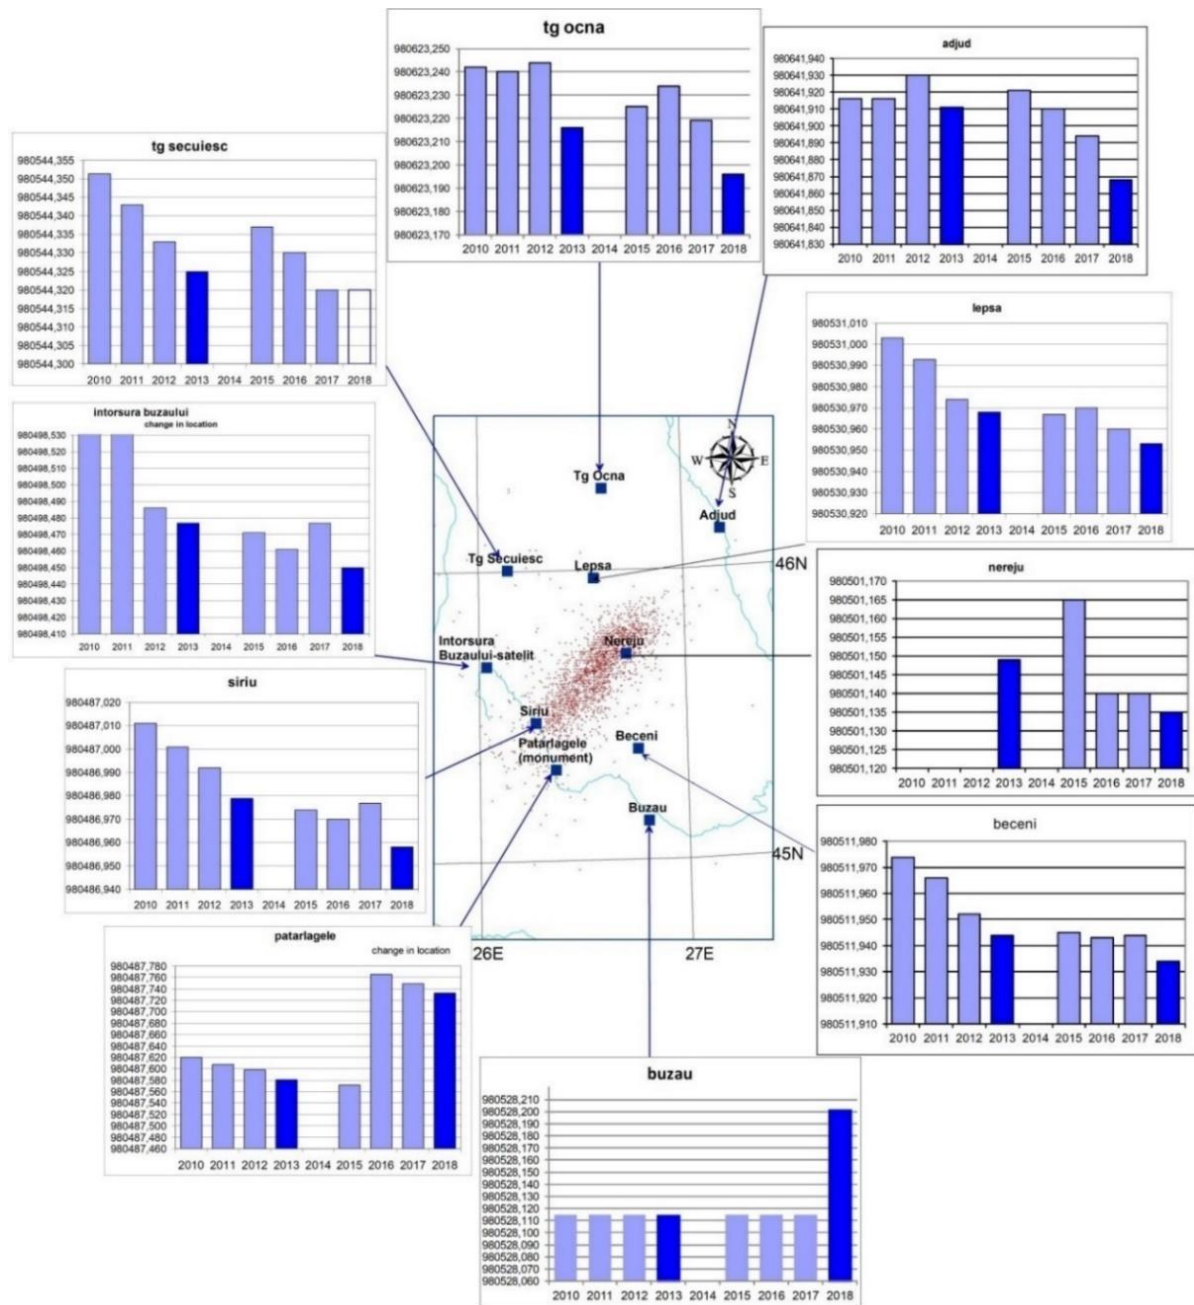 tg ocna
980623,250
980623,240
980623,230
980623,220
980623,210
980623,200
980623,190
980623,180
980623,170
2010 2011 2012 2013 2014 2015 2016 2017 2018
adjud
980641,940
980641,930
980641,920
980641,910
980641,900
980641,890
980641,880
980641,870
980641,860
980641,850
980641,840
980641,830
2010 2011 2012 2013 2014 2015 2016 2017 2018
tg secuiesc
980544,355
980544,350
980544,345
980544,340
980544,335
980544,330
980544,325
980544,320
980544,315
980544,310
980544,305
980544,300
2010 2011 2012 2013 2014 2015 2016 2017 2018
lepsa
980531,010
980531,000
980530,990
980530,980
980530,970
980530,960
980530,950
980530,940
980530,930
980530,920
2010 2011 2012 2013 2014 2015 2016 2017 2018
intorsura buzaului
change in location
980498,530
980498,520
980498,510
980498,500
980498,490
980498,480
980498,470
980498,460
980498,450
980498,440
980498,430
980498,420
980498,410
2010 2011 2012 2013 2014 2015 2016 2017 2018
N
W E
S
Tg Ocna
Adjud
Tg Secuiesc
Lepsa
46N
Nereju
Intorsura
Buzaului-satelit
Siriu
Patarlagele
(monument)
Beceni
Buzau
45N
26E
27E
nereju
980501,170
980501,165
980501,160
980501,155
980501,150
980501,145
980501,140
980501,135
980501,130
980501,125
980501,120
2010 2011 2012 2013 2014 2015 2016 2017 2018
siriu
980487,020
980487,010
980487,000
980486,990
980486,980
980486,970
980486,960
980486,950
980486,940
2010 2011 2012 2013 2014 2015 2016 2017 2018
beceni
980511,980
980511,970
980511,960
980511,950
980511,940
980511,930
980511,920
980511,910
2010 2011 2012 2013 2014 2015 2016 2017 2018
patarlagele
change in location
980487,780
980487,760
980487,740
980487,720
980487,700
980487,680
980487,660
980487,640
980487,620
980487,600
980487,580
980487,560
980487,540
980487,520
980487,500
980487,480
980487,460
2010 2011 2012 2013 2014 2015 2016 2017 2018
buzau
980528,210
980528,200
980528,190
980528,180
980528,170
980528,160
980528,150
980528,140
980528,130
980528,120
980528,110
980528,100
980528,090
980528,080
980528,070
980528,060
2010 2011 2012 2013 2014 2015 2016 2017 2018